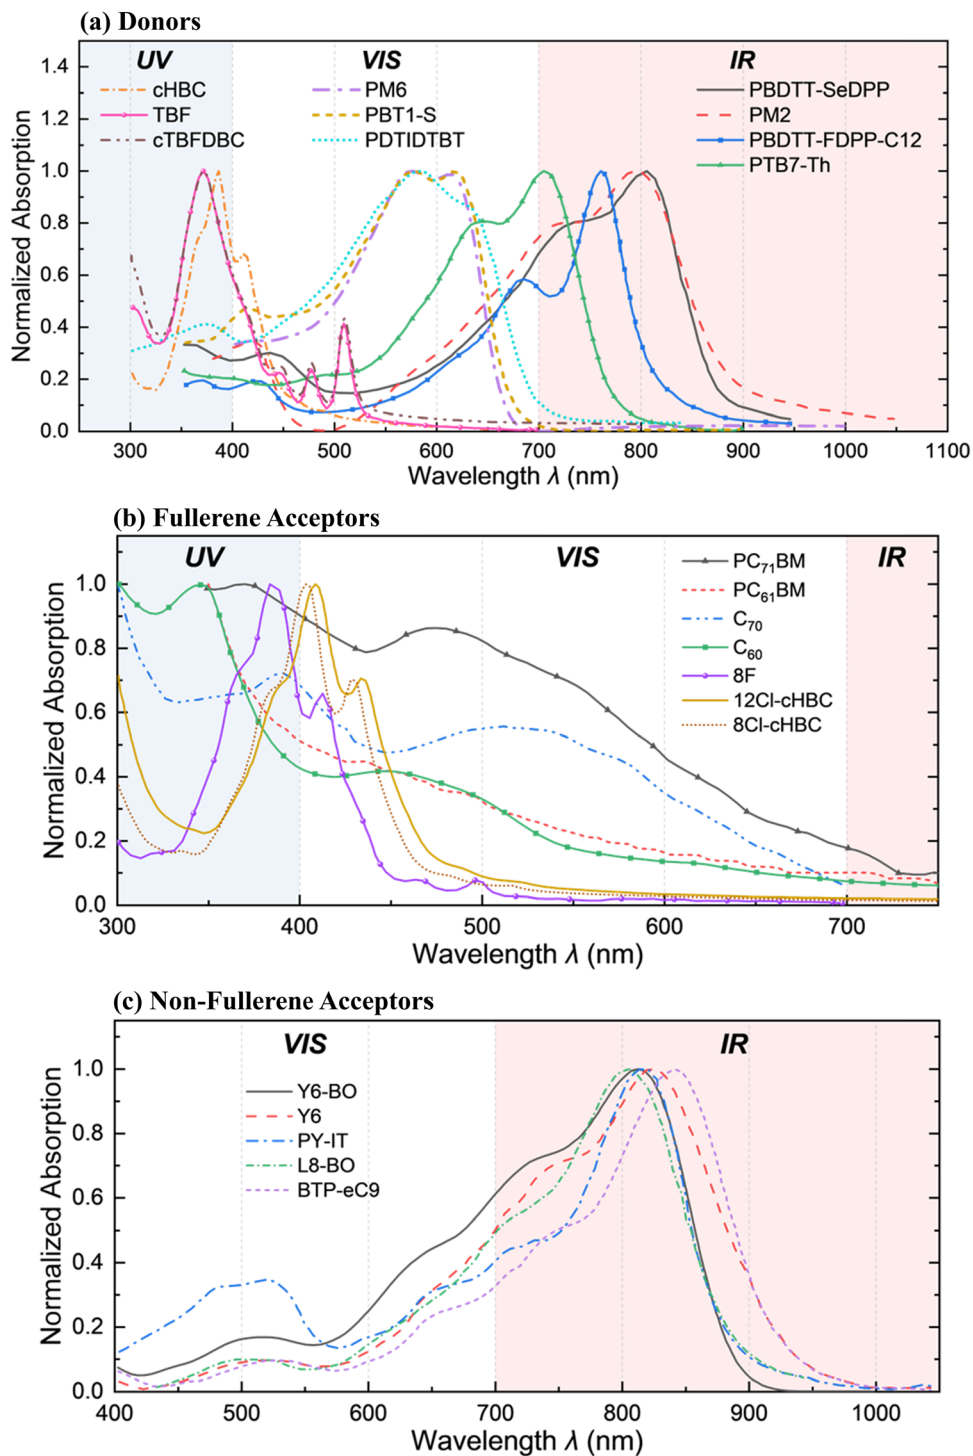 (a) Donors
UV VIS IR
cHBC PM6 PBDTT-SeDPP
TBF PBT1-S PM2
cTBFDBC PDTIDTBT PBDTT-FDPP-C12
PTB7-Th
1.4
1.2
1.0
0.8
0.6
0.4
0.2
0.0
Normalized Absorption
300 400 500 600 700 800 900 1000 1100
Wavelength λ (nm)
(b) Fullerene Acceptors
UV VIS IR
PC71BM
PC61BM
C70
C60
8F
12Cl-cHBC
8Cl-cHBC
1.0
0.8
0.6
0.4
0.2
0.0
Normalized Absorption
300 400 500 600 700
Wavelength λ (nm)
(c) Non-Fullerene Acceptors
VIS IR
Y6-BO
Y6
PY-IT
L8-BO
BTP-eC9
1.0
0.8
0.6
0.4
0.2
0.0
Normalized Absorption
400 500 600 700 800 900 1000
Wavelength λ (nm)